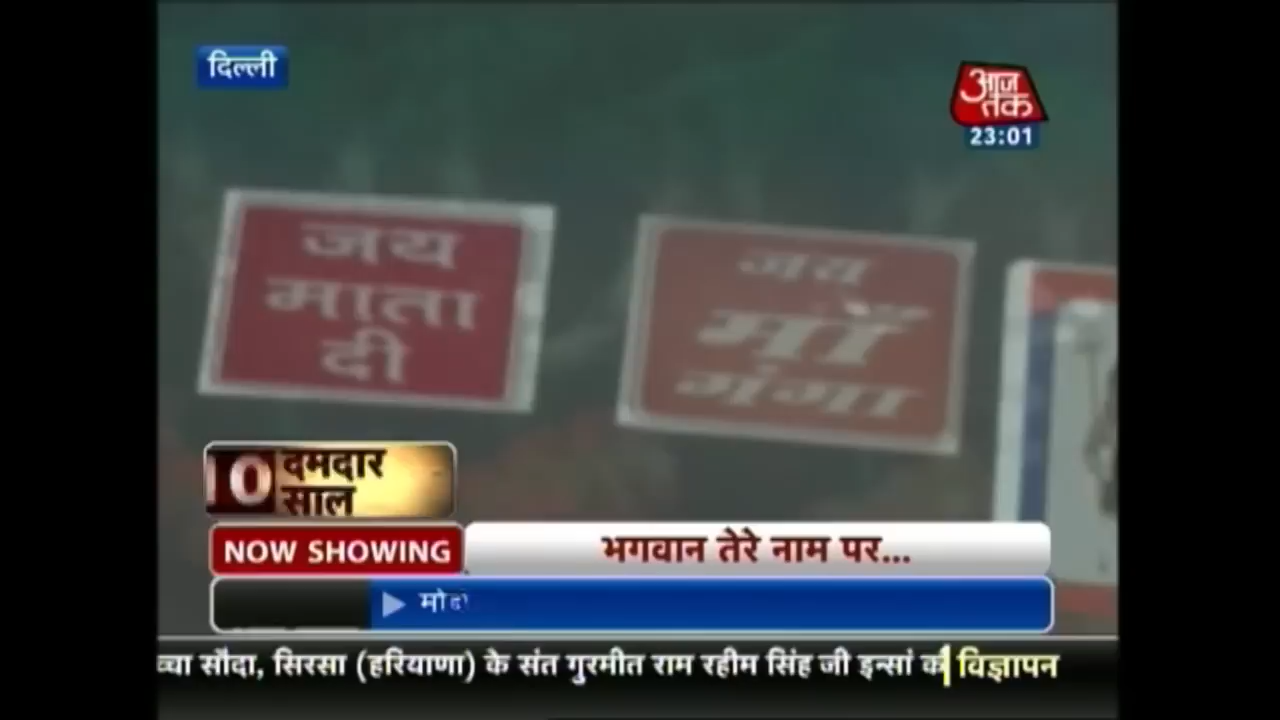 दिल्ली
आज
तक
23:01
जय
माता
दी
जय
माँ
गंगा
10 दमदार
साल
NOW SHOWING
भगवान तेरे नाम पर...
च्चा सौदा, सिरसा (हरियाणा) के संत गुरमीत राम रहीम सिंह जी इन्सां
विज्ञापन